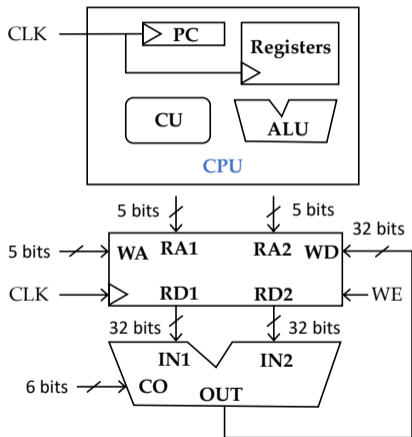 CLK
PC
Registers
CU
ALU
CPU
5 bits
5 bits
32 bits
5 bits
WA
RA1
RA2
WD
CLK
RD1
RD2
WE
32 bits
32 bits
IN1
IN2
6 bits
CO
OUT